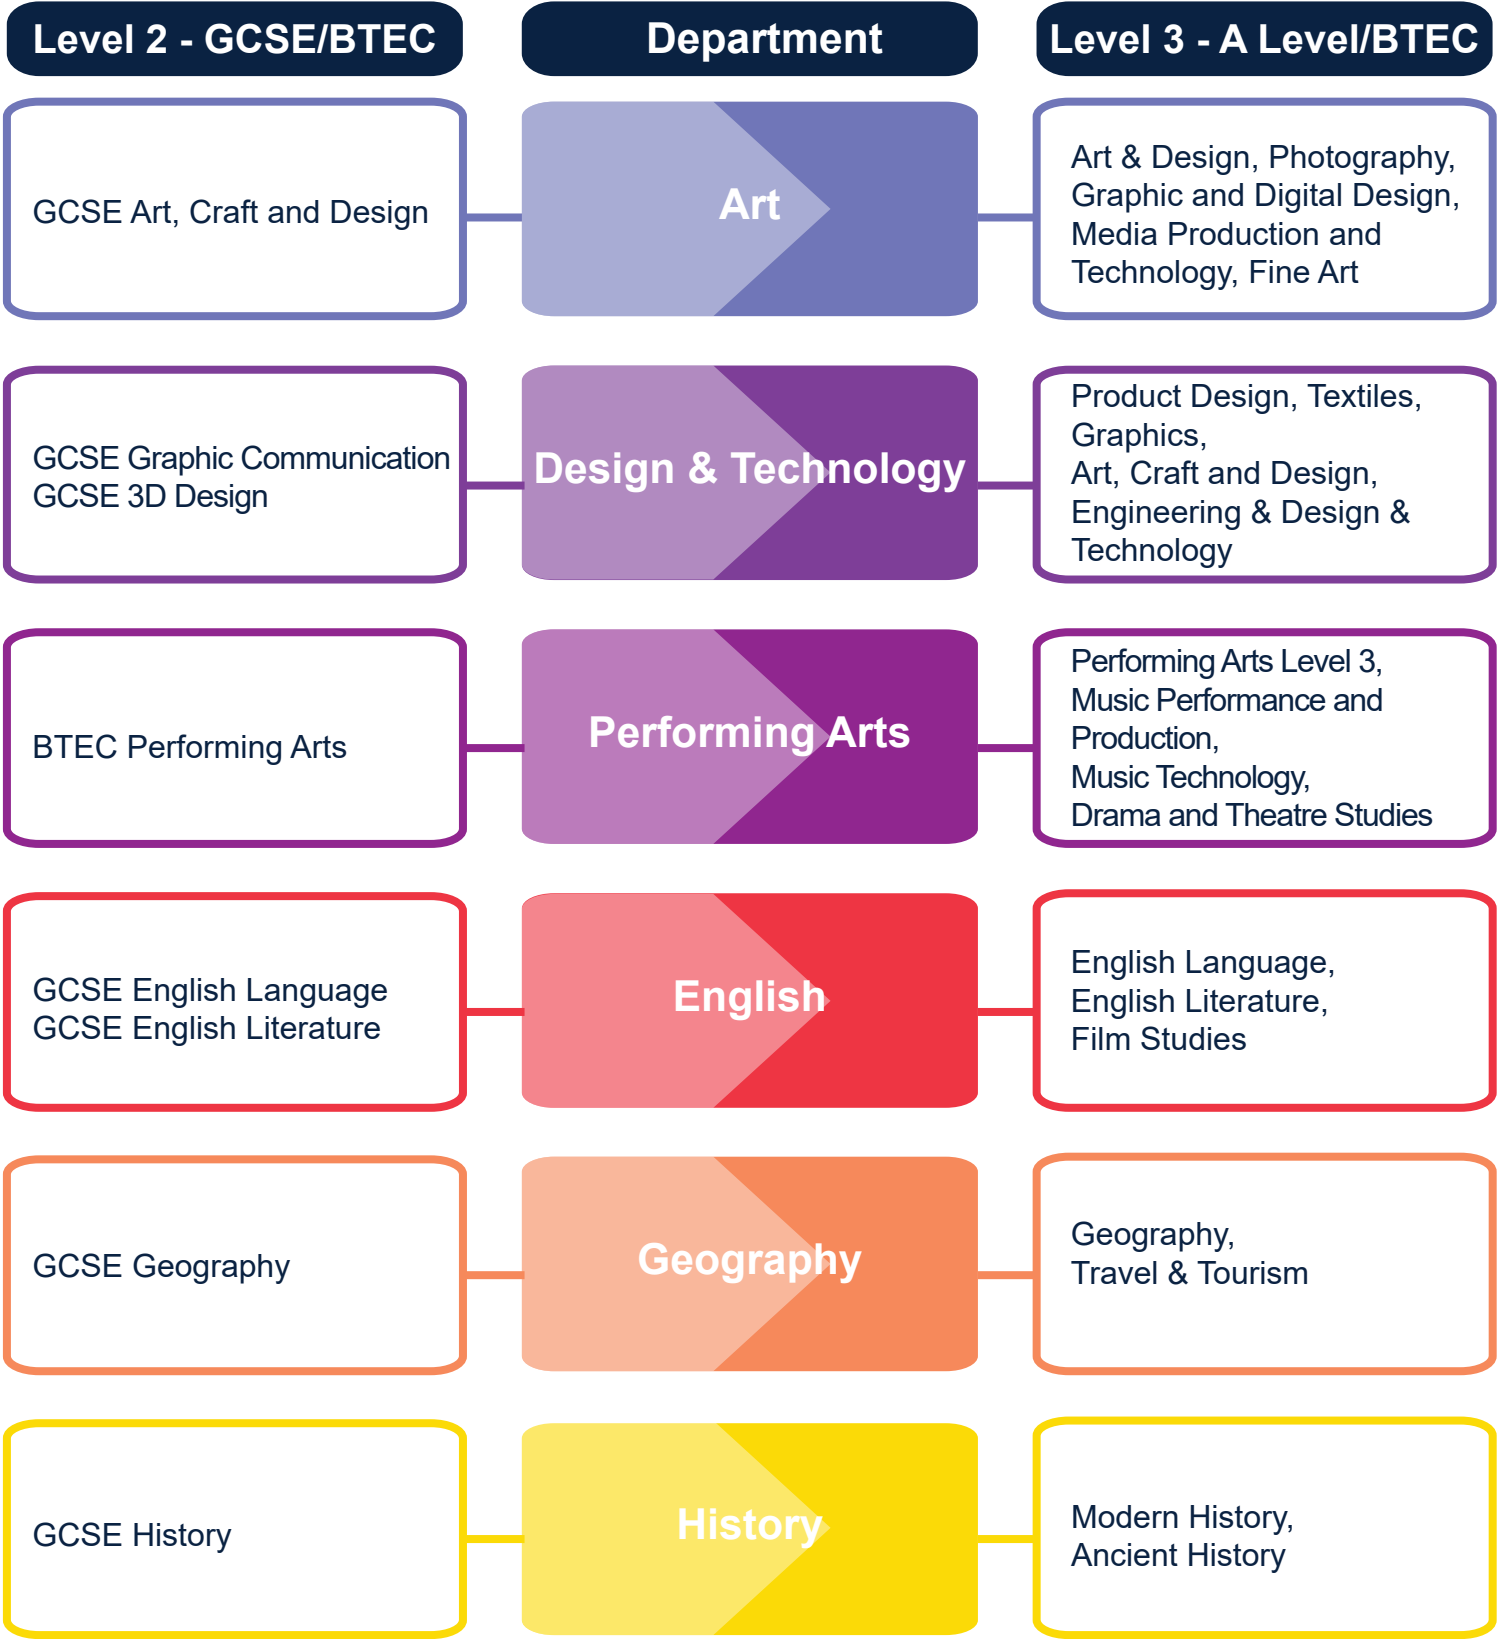 Level 2 - GCSE/BTEC
Department
Level 3 - A Level/BTEC
GCSE Art, Craft and Design
Art
Art & Design, Photography,
Graphic and Digital Design,
Media Production and
Technology, Fine Art
GCSE Graphic Communication
GCSE 3D Design
Design & Technology
Product Design, Textiles,
Graphics,
Art, Craft and Design,
Engineering & Design &
Technology
BTEC Performing Arts
Performing Arts
Performing Arts Level 3,
Music Performance and
Production,
Music Technology,
Drama and Theatre Studies
GCSE English Language
GCSE English Literature
English
English Language,
English Literature,
Film Studies
GCSE Geography
Geography
Geography,
Travel & Tourism
GCSE History
History
Modern History,
Ancient History